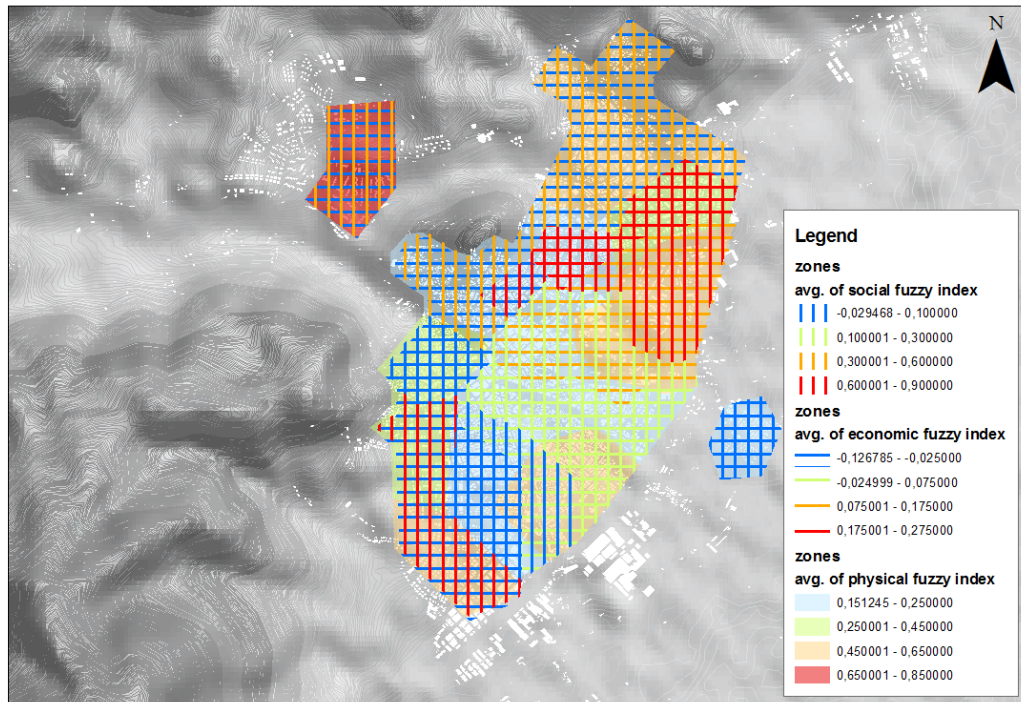 N
Legend
zones
avg. of social fuzzy index
-0,029468 - 0,100000
0,100001 - 0,300000
0,300001 - 0,600000
0,600001 - 0,900000
zones
avg. of economic fuzzy index
-0,126785 - -0,025000
-0,024999 - 0,075000
0,075001 - 0,175000
0,175001 - 0,275000
zones
avg. of physical fuzzy index
0,151245 - 0,250000
0,250001 - 0,450000
0,450001 - 0,650000
0,650001 - 0,850000